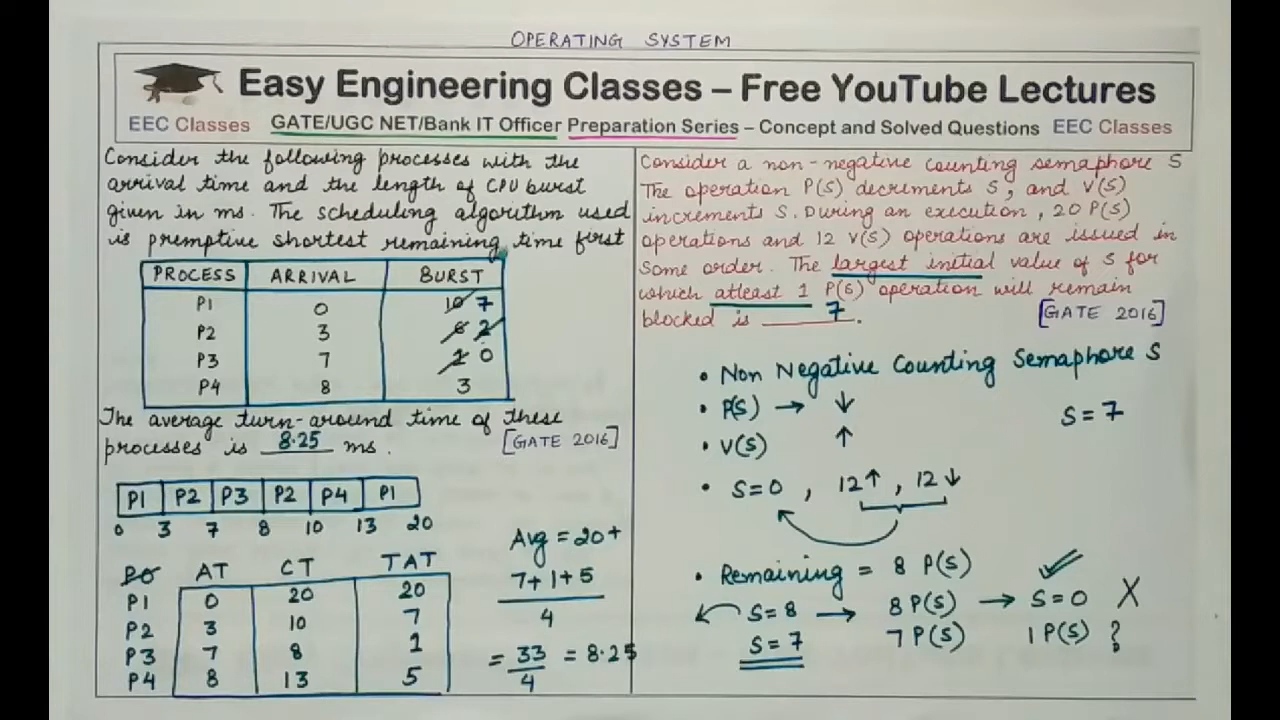 OPERATING SYSTEM
Easy Engineering Classes – Free YouTube Lectures
EEC Classes GATE/UGC NET/Bank IT Officer Preparation Series – Concept and Solved Questions EEC Classes
Consider the following processes with the
arrival time and the length of CPU burst
given in ms. The scheduling algorithm used
is premptive shortest remaining time first
PROCESS ARRIVAL BURST
P1 0 10 7
P2 3 6 2
P3 7 1 0
P4 8 3
The average turn-around time of these
processes is 8.25 ms. [GATE 2016]
P1 P2 P3 P2 P4 P1
0 3 7 8 10 13 20
AT CT TAT
P1 0 20 20
P2 3 10 7
P3 7 8 1
P4 8 13 5
Avg = 20+
7+1+5
4
= 33 = 8.25
4
Consider a non-negative counting semaphore S
The operation P(S) decrements S, and V(S)
increments S. During an execution, 20 P(S)
operations and 12 V(S) operations are issued in
some order. The largest initial value of S for
which atleast 1 P(S) operation will remain
blocked is 7. [GATE 2016]
• Non Negative Counting Semaphore S
• P(S) → ↓
S = 7
• V(S) ↑
• S=0, 12↑, 12↓
• Remaining = 8 P(S)
S=8 → 8 P(S) → S=0 X
S=7 7 P(S) 1 P(S) ?